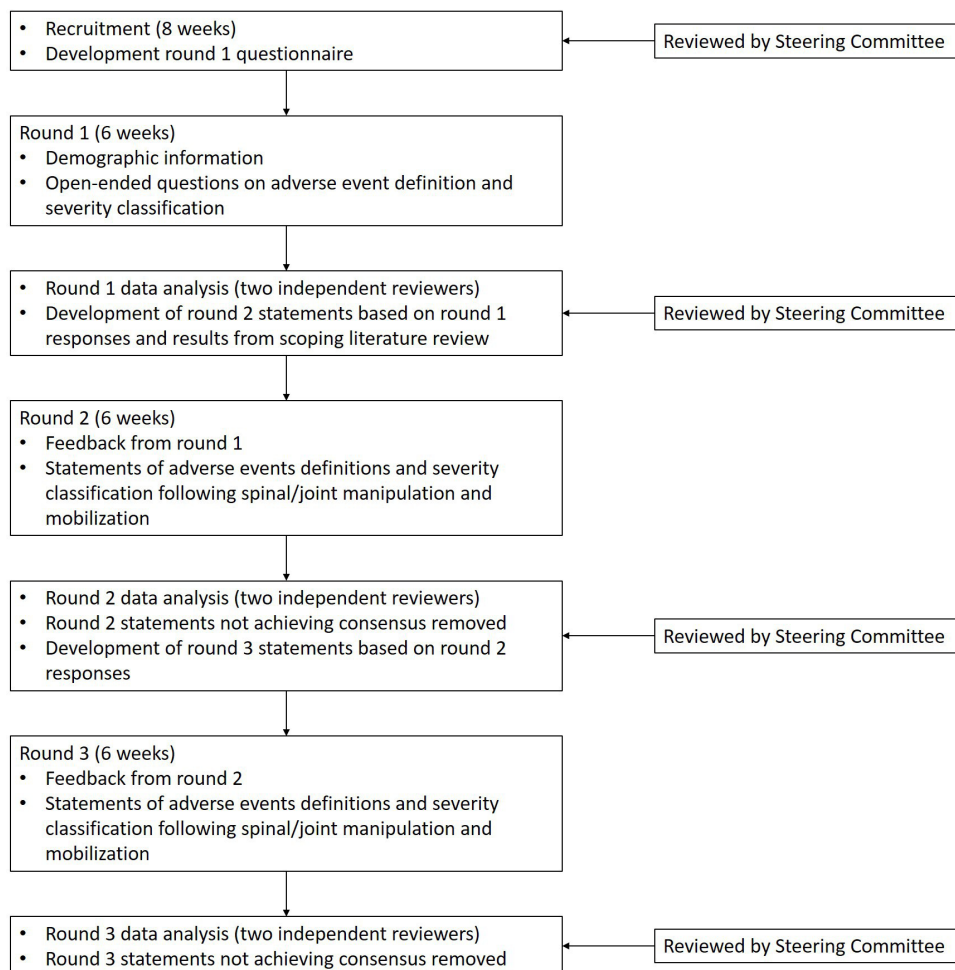 • Recruitment (8 weeks)
• Development round 1 questionnaire
Reviewed by Steering Committee
Round 1 (6 weeks)
• Demographic information
• Open-ended questions on adverse event definition and
severity classification
• Round 1 data analysis (two independent reviewers)
• Development of round 2 statements based on round 1
responses and results from scoping literature review
Reviewed by Steering Committee
Round 2 (6 weeks)
• Feedback from round 1
• Statements of adverse events definitions and severity
classification following spinal/joint manipulation and
mobilization
• Round 2 data analysis (two independent reviewers)
• Round 2 statements not achieving consensus removed
• Development of round 3 statements based on round 2
responses
Reviewed by Steering Committee
Round 3 (6 weeks)
• Feedback from round 2
• Statements of adverse events definitions and severity
classification following spinal/joint manipulation and
mobilization
• Round 3 data analysis (two independent reviewers)
• Round 3 statements not achieving consensus removed
Reviewed by Steering Committee